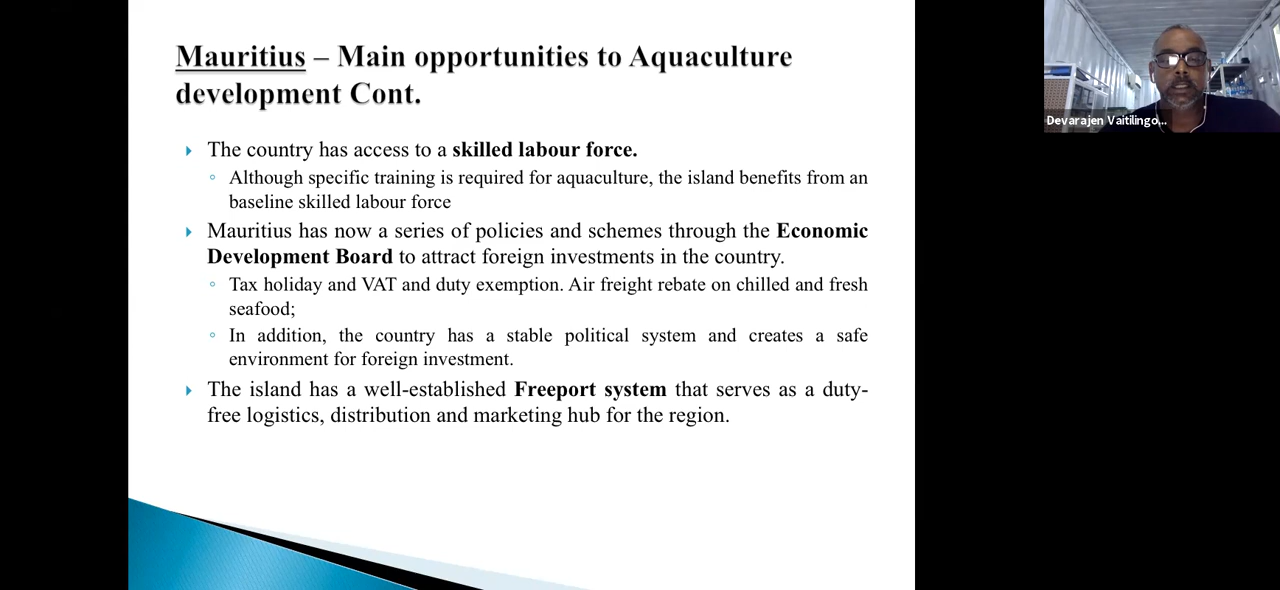 Mauritius – Main opportunities to Aquaculture
development Cont.
The country has access to a skilled labour force.
Although specific training is required for aquaculture, the island benefits from an
baseline skilled labour force
Mauritius has now a series of policies and schemes through the Economic
Development Board to attract foreign investments in the country.
Tax holiday and VAT and duty exemption. Air freight rebate on chilled and fresh
seafood;
In addition, the country has a stable political system and creates a safe
environment for foreign investment.
The island has a well-established Freeport system that serves as a duty-
free logistics, distribution and marketing hub for the region.
Devarajen Vaitilingo...